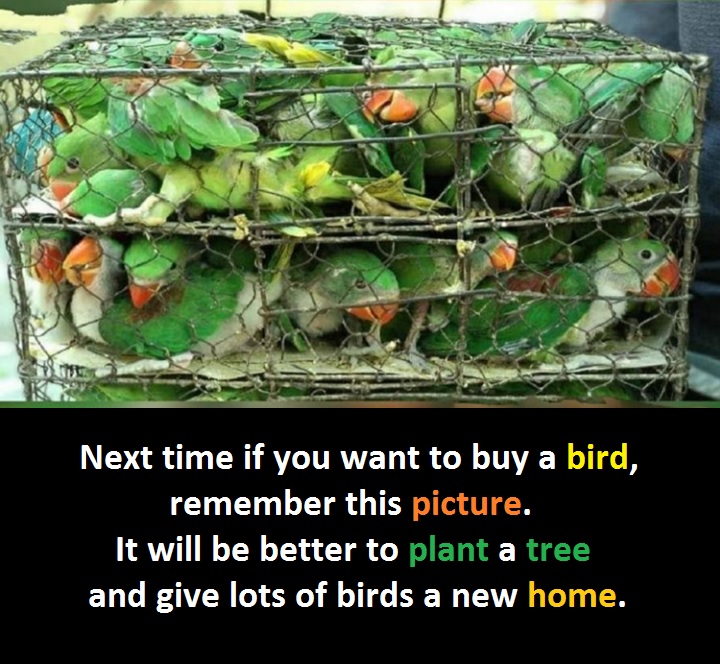 Next time if you want to buy a bird,
remember this picture.
It will be better to plant a tree
and give lots of birds a new home.